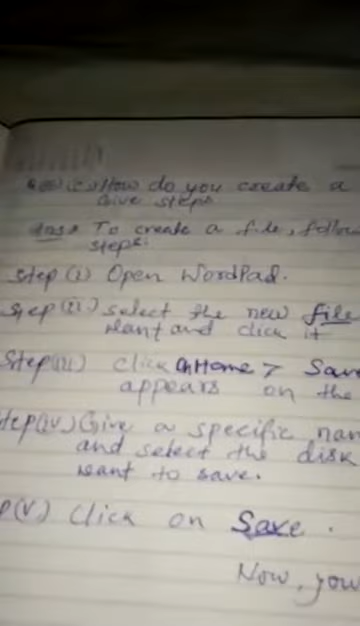 How do you create a
Give steps
Ans> To create a file, follow
steps:
Step (i) Open WordPad.
Step (ii) select the new file
want and click it
Step (iii) click on Home > Save
appears on the
Step (iv) Give a specific nam
and select the disk
want to save.
p(v) Click on Save.
Now, you